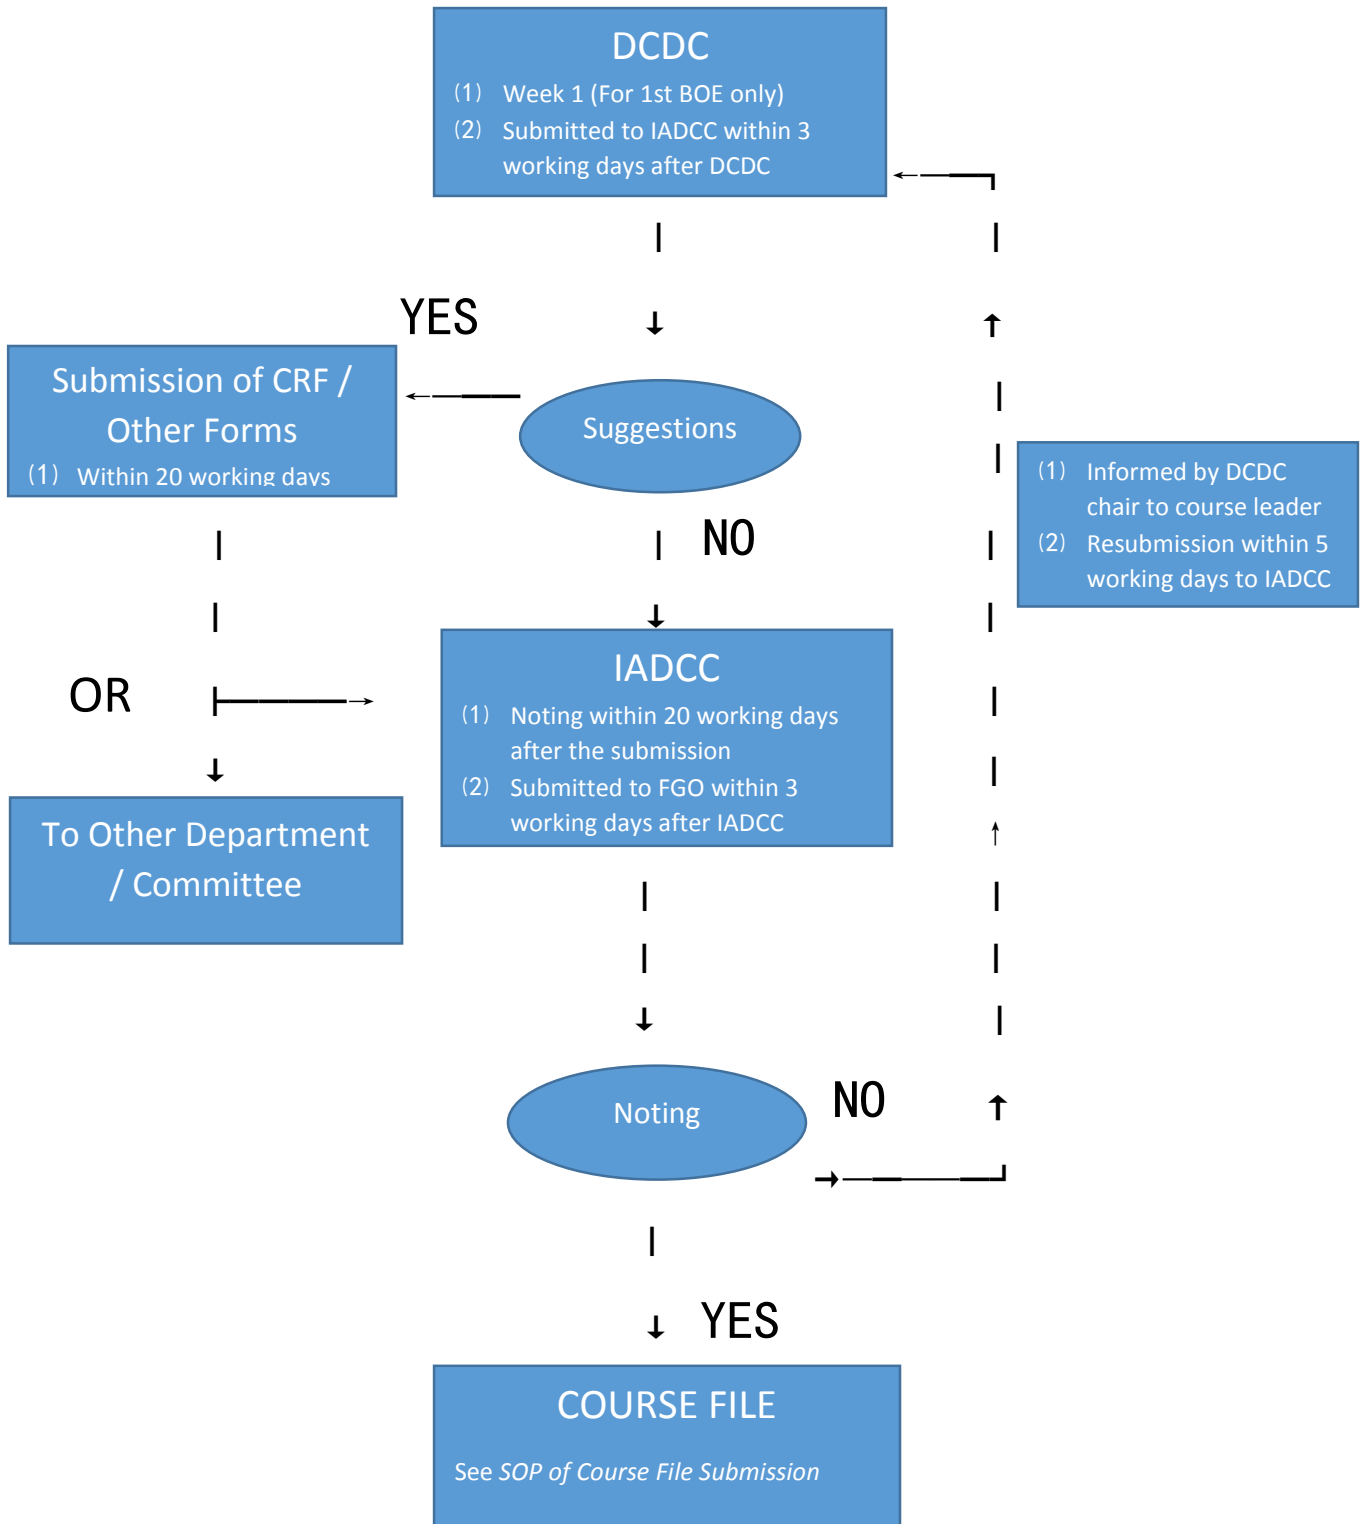 DCDC
(1) Week 1 (For 1st BOE only)
(2) Submitted to IADCC within 3
working days after DCDC
YES
Submission of CRF /
Other Forms
(1) Within 20 working days
Suggestions
(1) Informed by DCDC
chair to course leader
(2) Resubmission within 5
working days to IADCC
NO
OR
IADCC
(1) Noting within 20 working days
after the submission
(2) Submitted to FGO within 3
working days after IADCC
To Other Department
/ Committee
Noting
NO
YES
COURSE FILE
See SOP of Course File Submission